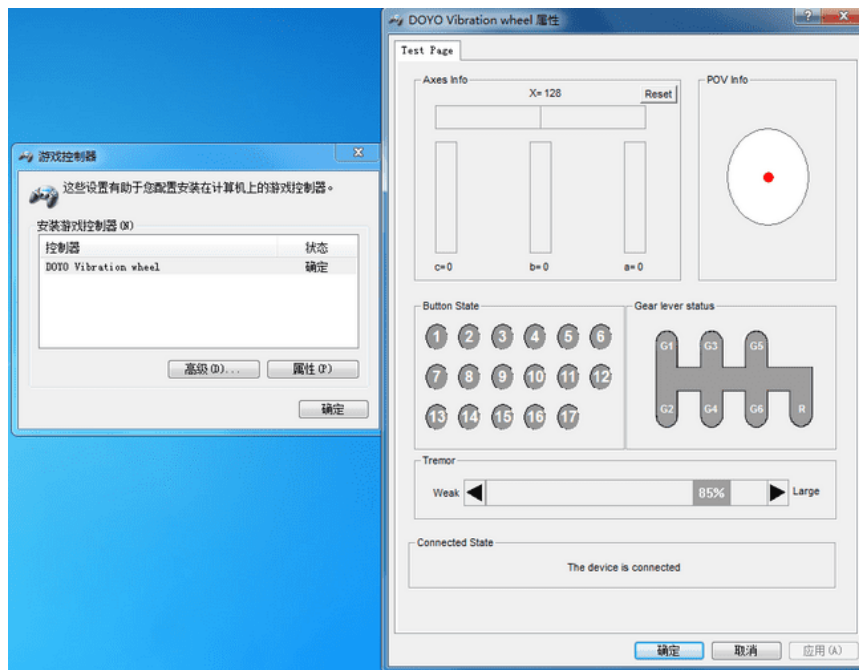 游戏控制器
这些设置有助于您配置安装在计算机上的游戏控制器。
安装游戏控制器(N)
控制器 状态
DOYO Vibration wheel 确定
高级(D)... 属性(P)
确定
DOYO Vibration wheel 属性
Test Page
Axes Info
X= 128 Reset
c= 0 b= 0 a= 0
POV Info
Button State
1 2 3 4 5 6
7 8 9 10 11 12
13 14 15 16 17
Gear lever status
G1 G3 G5
G2 G4 G6 R
Tremor
Weak 85% Large
Connected State
The device is connected
确定 取消 应用(A)